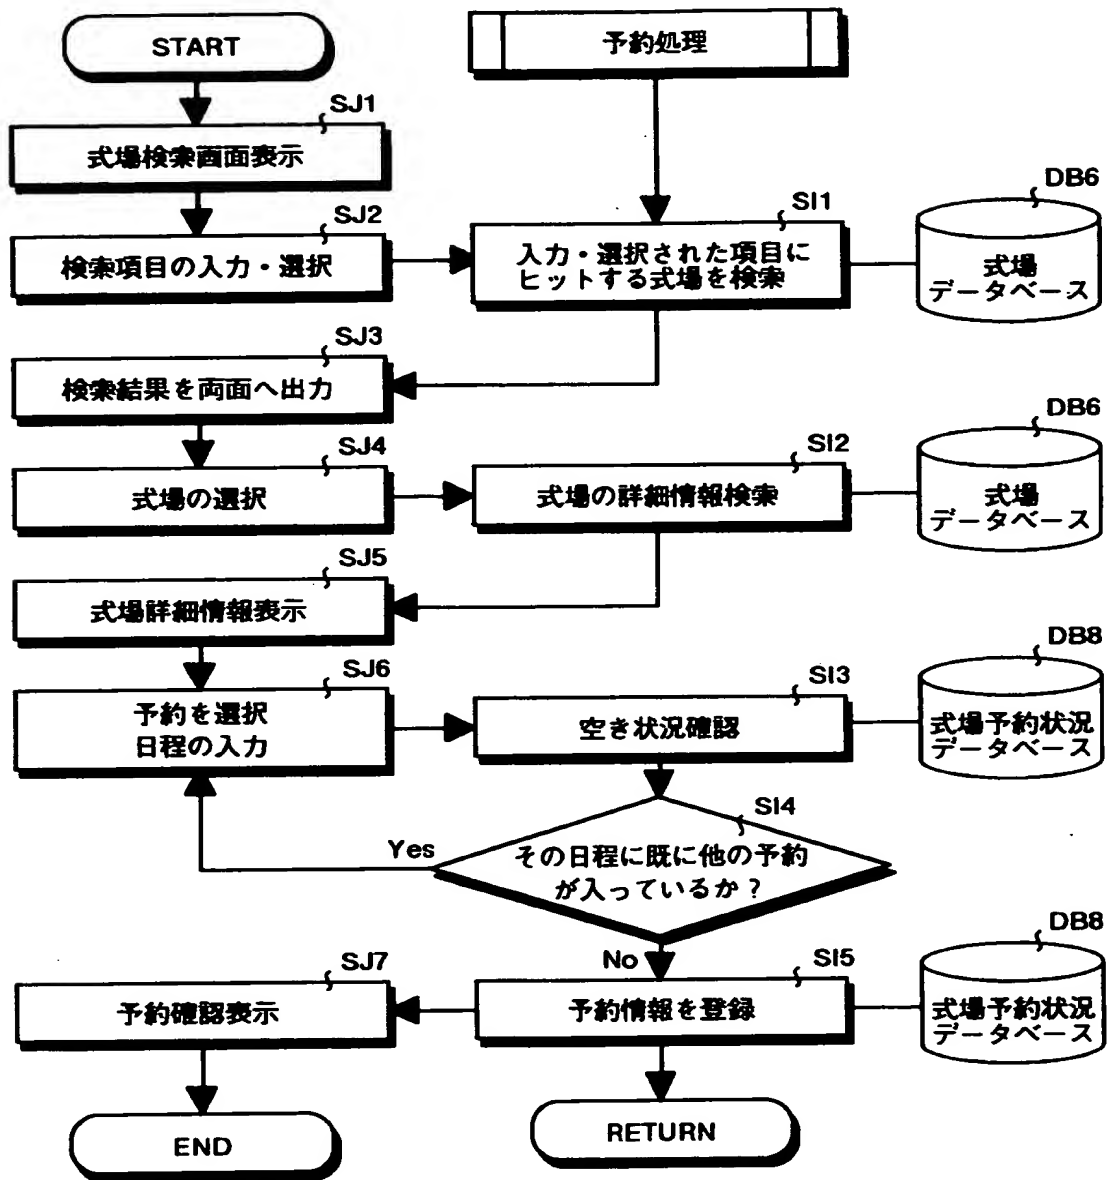 START
予約処理
SJ1
式場検索画面表示
SJ2
検索項目の入力・選択
SI1
入力・選択された項目に
ヒットする式場を検索
DB6
式場
データベース
SJ3
検索結果を両面へ出力
SJ4
式場の選択
SI2
式場の詳細情報検索
DB6
式場
データベース
SJ5
式場詳細情報表示
SJ6
予約を選択
日程の入力
SI3
空き状況確認
DB8
式場予約状況
データベース
SI4
Yes
その日程に既に他の予約
が入っているか？
No
SJ7
予約確認表示
SI5
予約情報を登録
DB8
式場予約状況
データベース
END
RETURN